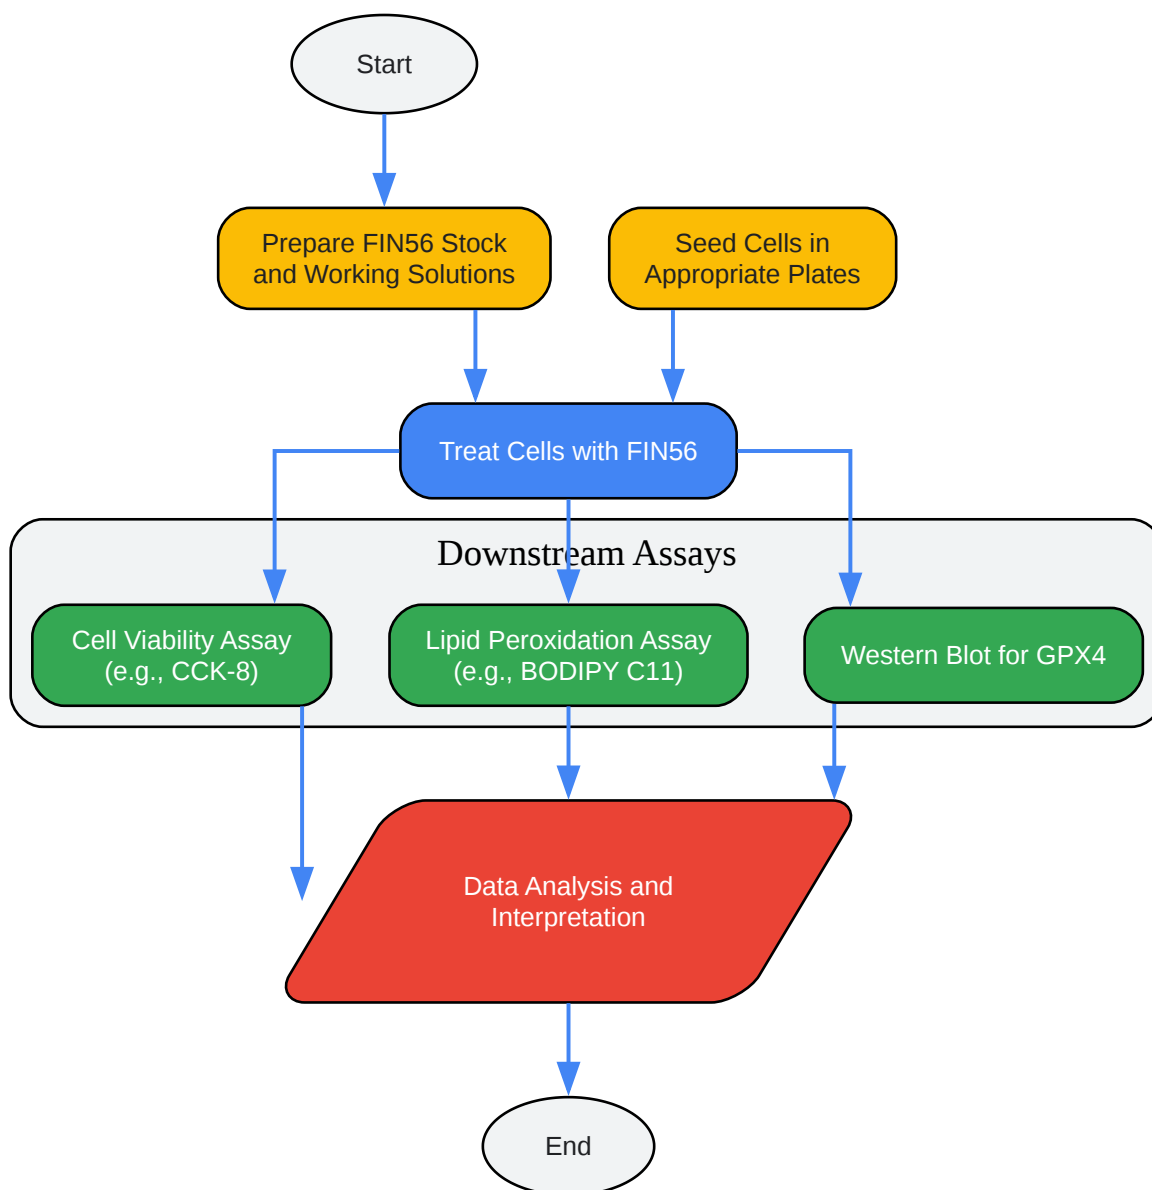 Start
Prepare FIN56 Stock
and Working Solutions
Seed Cells in
Appropriate Plates
Treat Cells with FIN56
Downstream Assays
Cell Viability Assay
(e.g., CCK-8)
Lipid Peroxidation Assay
(e.g., BODIPY C11)
Western Blot for GPX4
Data Analysis and
Interpretation
End